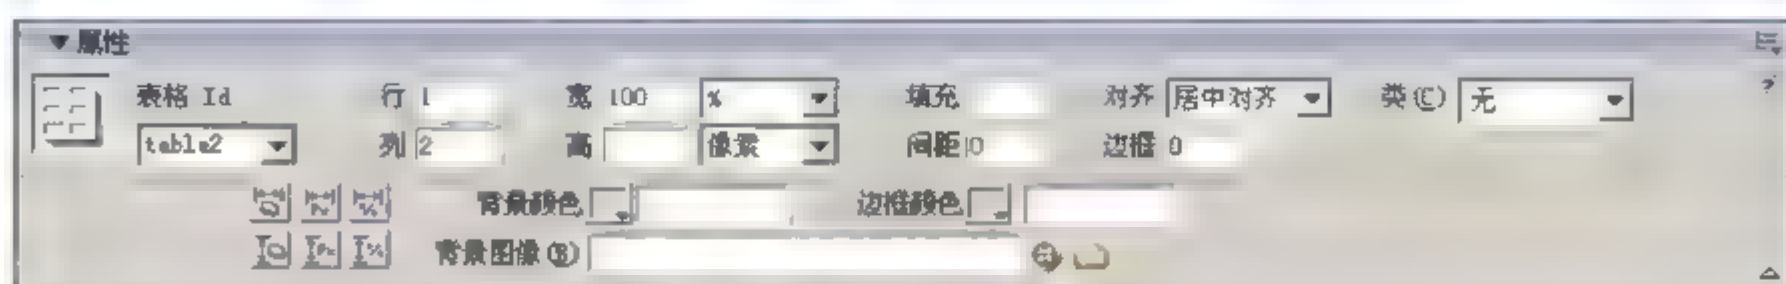 属性
表格 Id 行 1 宽 100 % 填充 对齐 居中对齐 类(C) 无 ?
table2 列 2 高 像素 间距 0 边框 0
背景颜色 边框颜色
背景图像(B)